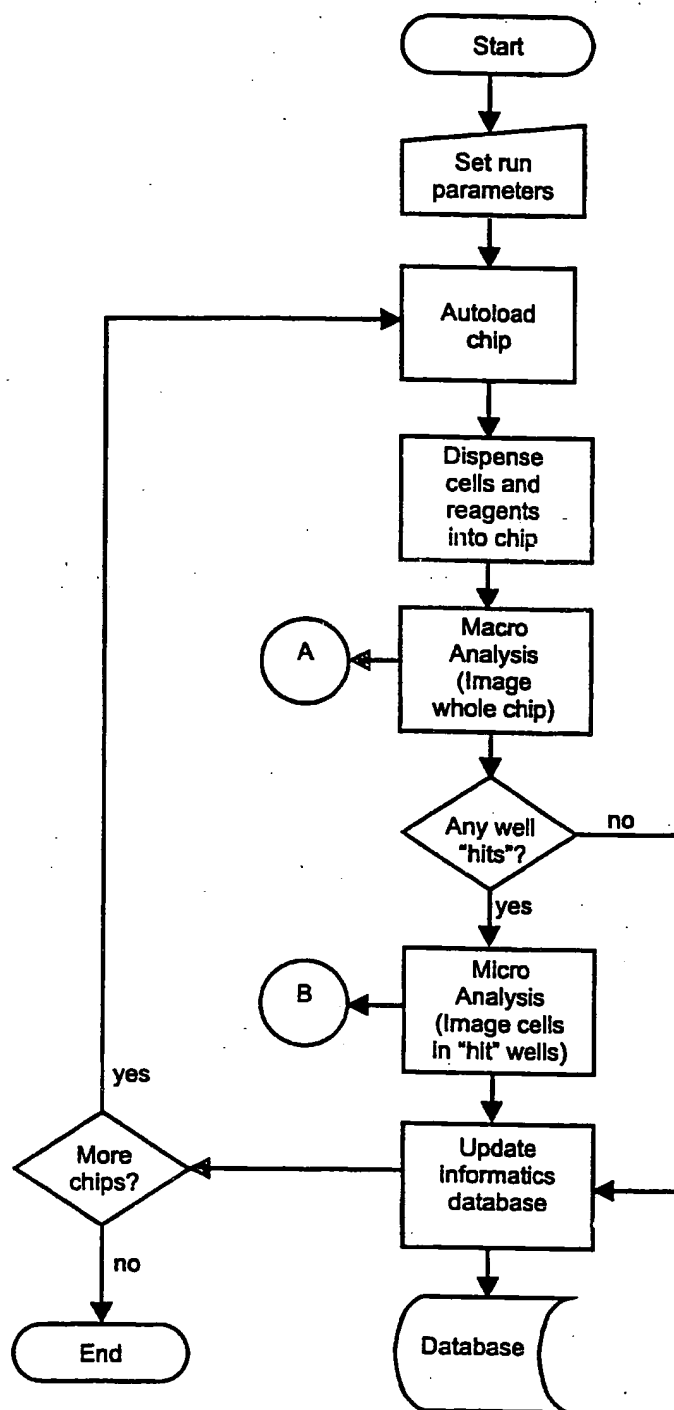 Start
Set run
parameters
Autoload
chip
Dispense
cells and
reagents
into chip
Macro
Analysis
(Image
whole chip)
A
Any well
"hits"?
no
yes
Micro
Analysis
(Image cells
in "hit" wells)
B
yes
Update
informatics
database
More
chips?
no
End
Database